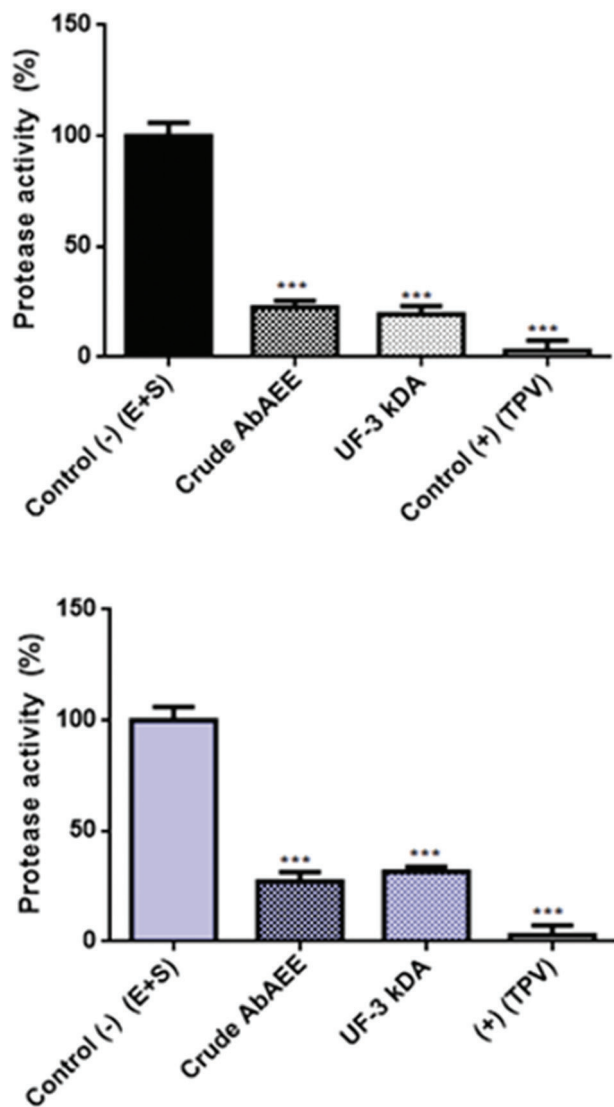 Protease activity (%)
150
100
50
0
***
***
***
Control (-) (E+S)
Crude AbAEE
UF-3 kDA
Control (+) (TPV)
Protease activity (%)
150
100
50
0
***
***
***
Control (-) (E+S)
Crude AbAEE
UF-3 kDA
(+) (TPV)